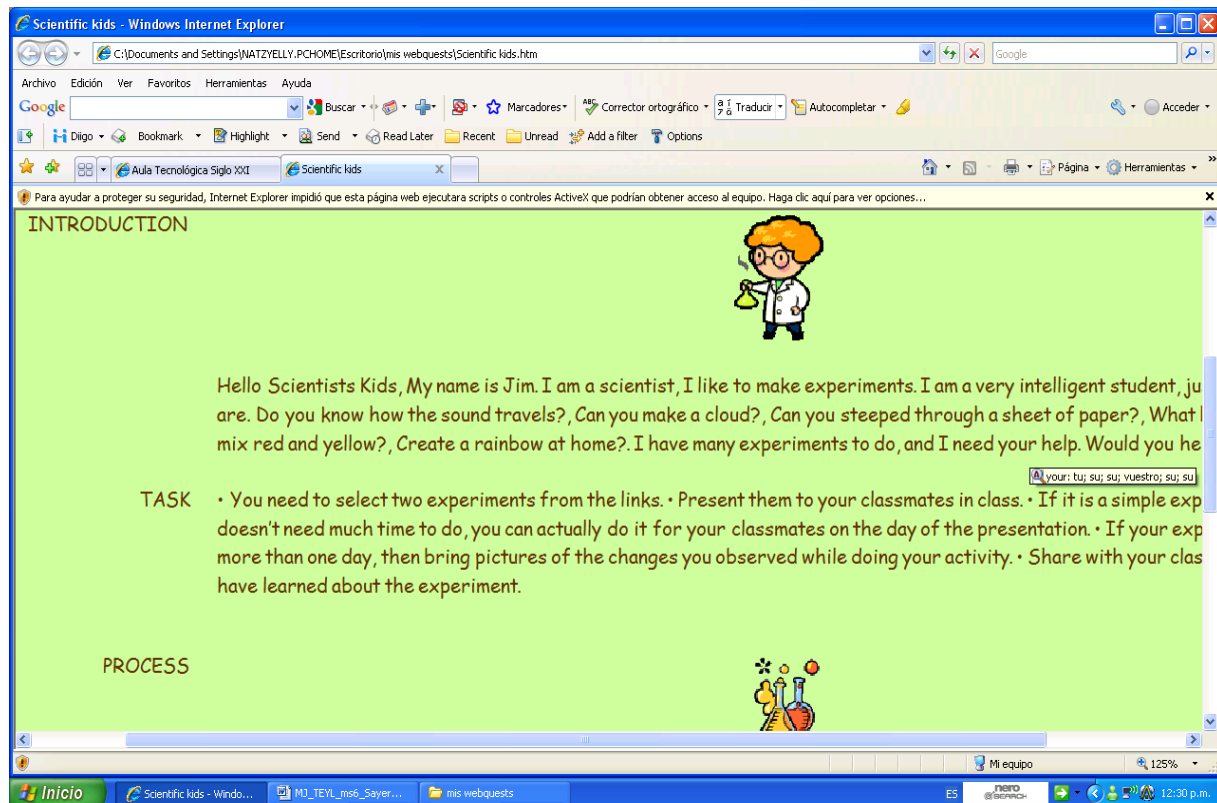 Scientific kids - Windows Internet Explorer
C:\Documents and Settings\NATZYELLY.PCHOME\Escritorio\mis webquests\Scientific kids.htm Google
Archivo Edición Ver Favoritos Herramientas Ayuda
Google Buscar Marcadores ABC Corrector ortográfico Traducir Autocompletar Acceder
Diigo Bookmark Highlight Send Read Later Recent Unread Add a filter Options
Aula Tecnológica Siglo XXI Scientific kids X Página Herramientas »
Para ayudar a proteger su seguridad, Internet Explorer impidió que esta página web ejecutara scripts o controles ActiveX que podrían obtener acceso al equipo. Haga clic aquí para ver opciones...
INTRODUCTION
Hello Scientists Kids, My name is Jim. I am a scientist, I like to make experiments. I am a very intelligent student, ju
are. Do you know how the sound travels?, Can you make a cloud?, Can you steeped through a sheet of paper?, What
mix red and yellow?, Create a rainbow at home?. I have many experiments to do, and I need your help. Would you he
your: tu; su; su; vuestro; su; su
TASK • You need to select two experiments from the links. • Present them to your classmates in class. • If it is a simple exp
doesn't need much time to do, you can actually do it for your classmates on the day of the presentation. • If your exp
more than one day, then bring pictures of the changes you observed while doing your activity. • Share with your clas
have learned about the experiment.
PROCESS
Mi equipo 125%
Inicio Scientific kids - Windo... MJ_TEYL_ms6_Sayer... mis webquests ES nero SEARCH 12:30 p.m.